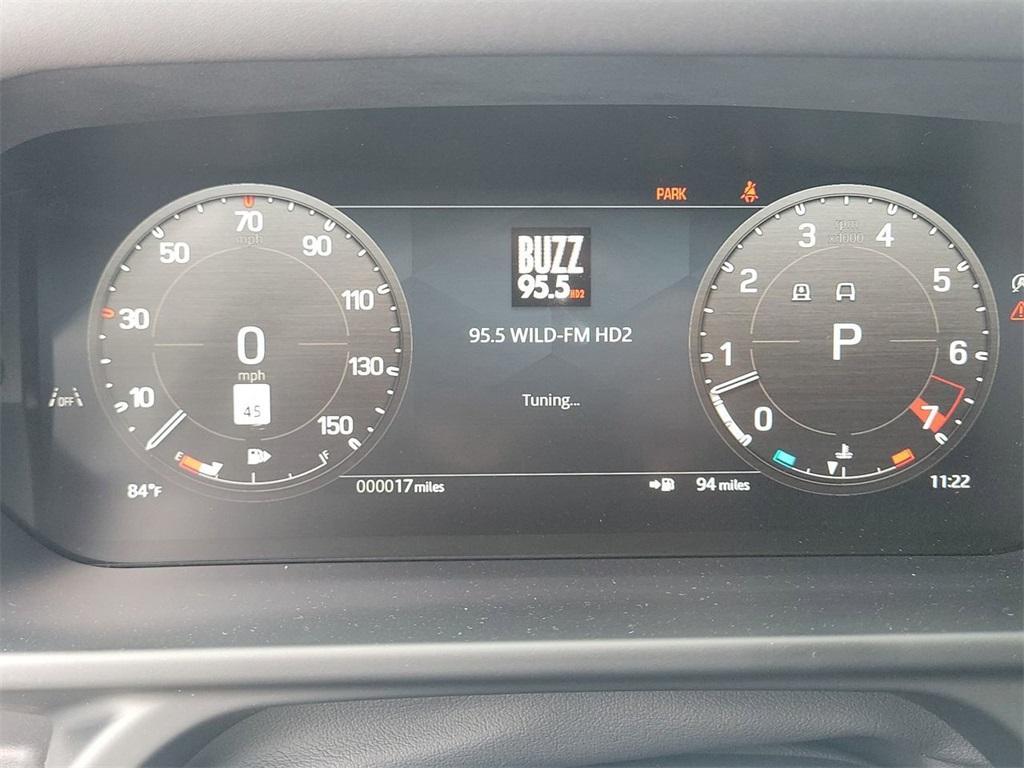 PARK
70
mph
50
90
30
110
0
mph
130
10
45
150
E
F
OFF
84°F
BUZZ
95.5 HD2
95.5 WILD-FM HD2
Tuning...
000017 miles
94 miles
rpm
x1000
3
4
2
5
1
P
6
0
7
11:22